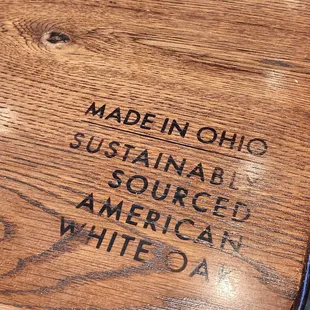 MADE IN OHIO
SUSTAINABLY
SOURCED
AMERICAN
WHITE OAK